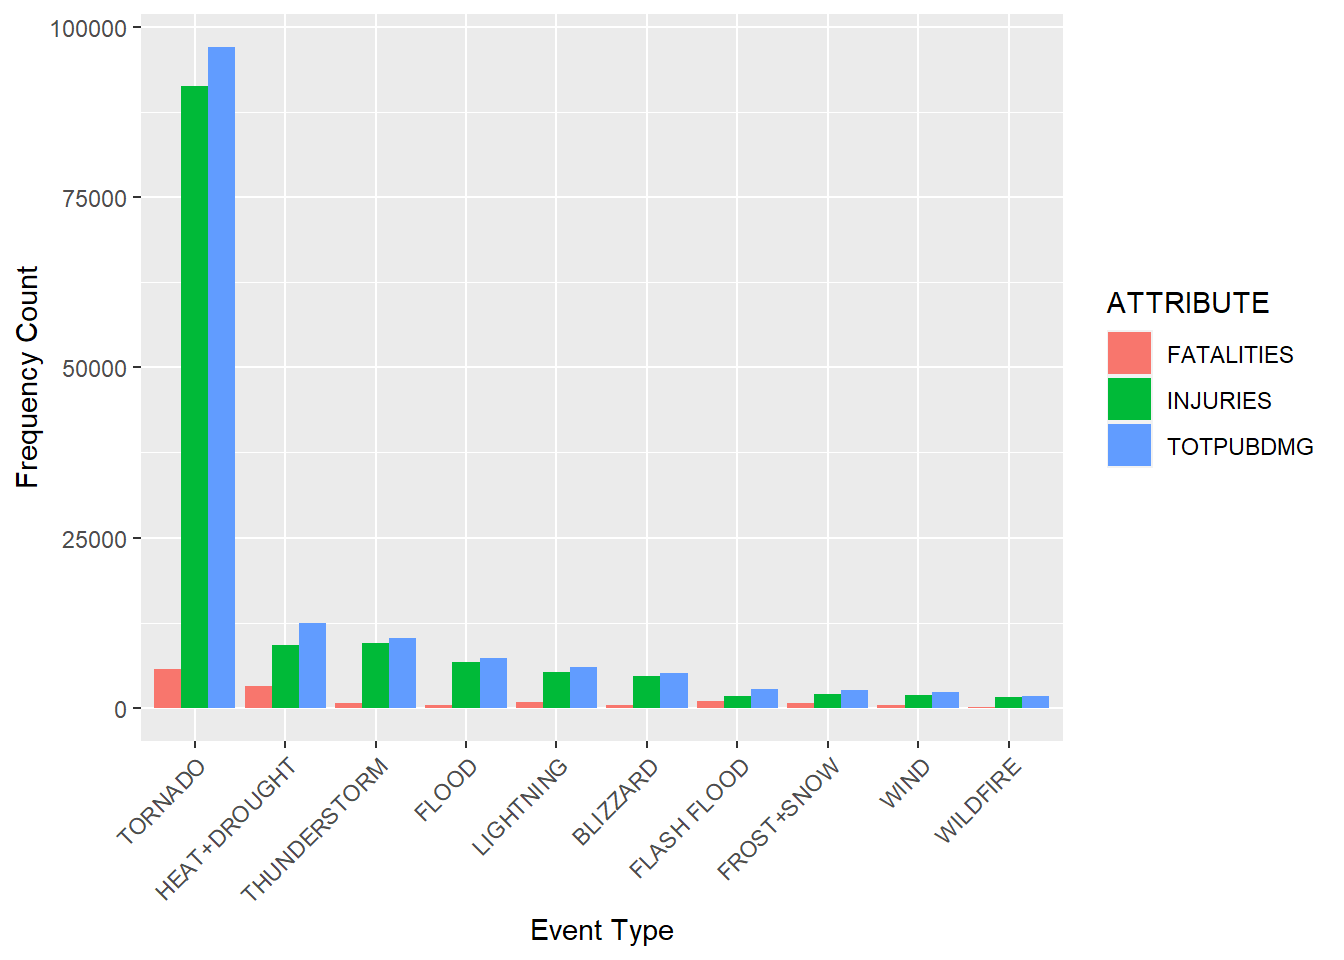 100000
75000
50000
25000
0
Frequency Count
TORNADO
HEAT+DROUGHT
THUNDERSTORM
FLOOD
LIGHTNING
BLIZZARD
FLASH FLOOD
FROST+SNOW
WIND
WILDFIRE
Event Type
ATTRIBUTE
FATALITIES
INJURIES
TOTPUBDMG